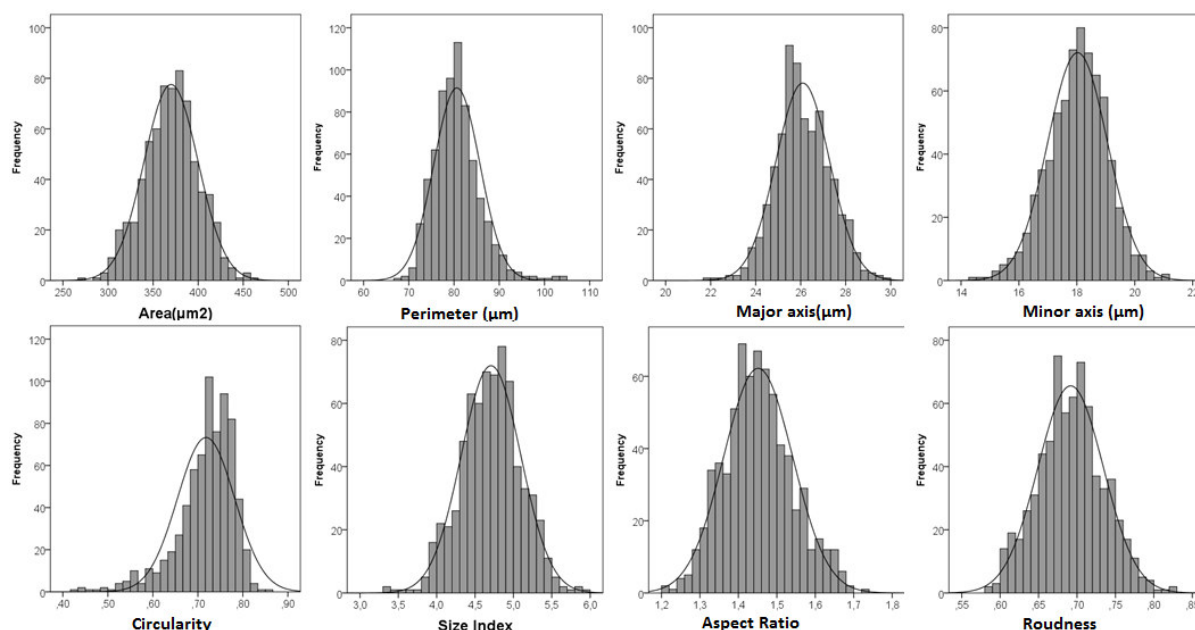 100
80
60
40
20
0
Frequency
250 300 350 400 450 500
Area(μm2)
120
100
80
60
40
20
0
Frequency
60 70 80 90 100 110
Perimeter (μm)
100
80
60
40
20
0
Frequency
20 22 24 26 28 30
Major axis(μm)
80
60
40
20
0
Frequency
14 16 18 20 22
Minor axis (μm)
120
100
80
60
40
20
0
Frequency
,40 ,50 ,60 ,70 ,80 ,90
Circularity
80
60
40
20
0
Frequency
3,0 3,5 4,0 4,5 5,0 5,5 6,0
Size Index
60
40
20
0
Frequency
1,2 1,3 1,4 1,5 1,6 1,7 1,8
Aspect Ratio
80
60
40
20
0
Frequency
,55 ,60 ,65 ,70 ,75 ,80
Roudness